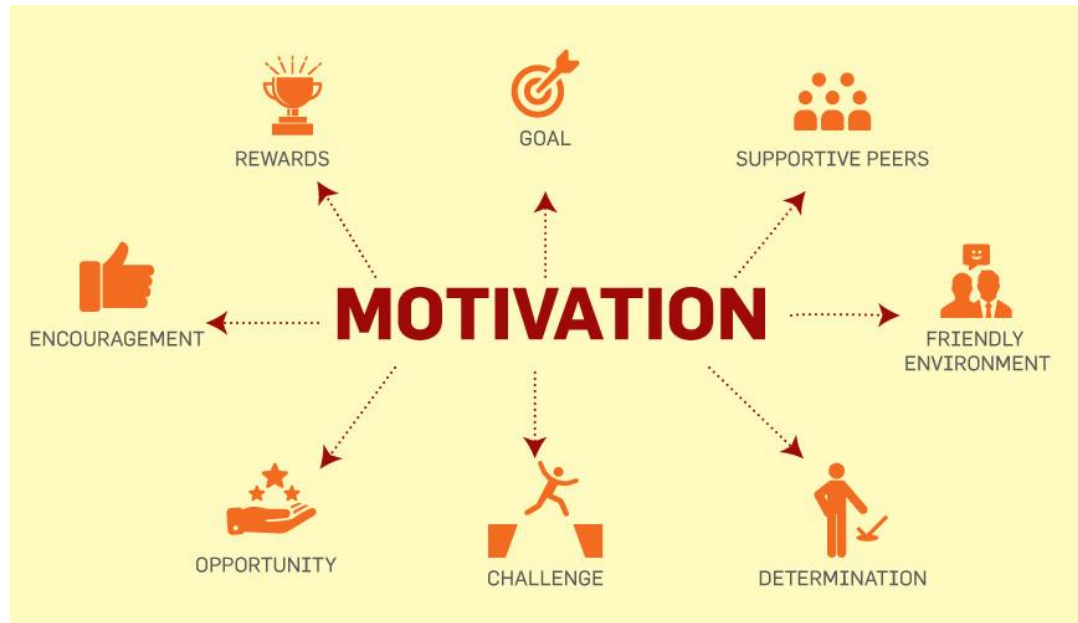 REWARDS
GOAL
SUPPORTIVE PEERS
ENCOURAGEMENT
MOTIVATION
FRIENDLY
ENVIRONMENT
OPPORTUNITY
CHALLENGE
DETERMINATION